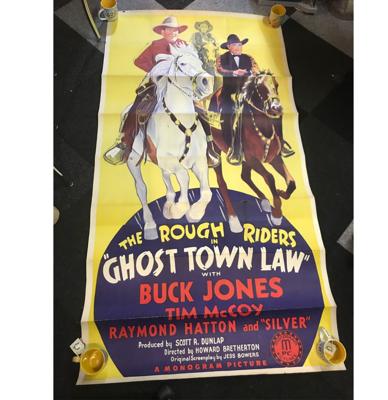 THE ROUGH RIDERS
IN
"GHOST TOWN LAW"
WITH
BUCK JONES
TIM McCOY
RAYMOND HATTON and "SILVER"
Produced by SCOTT R. DUNLAP
Directed by HOWARD BRETHERTON
Original Screenplay by JESS BOWERS
A MONOGRAM PICTURE